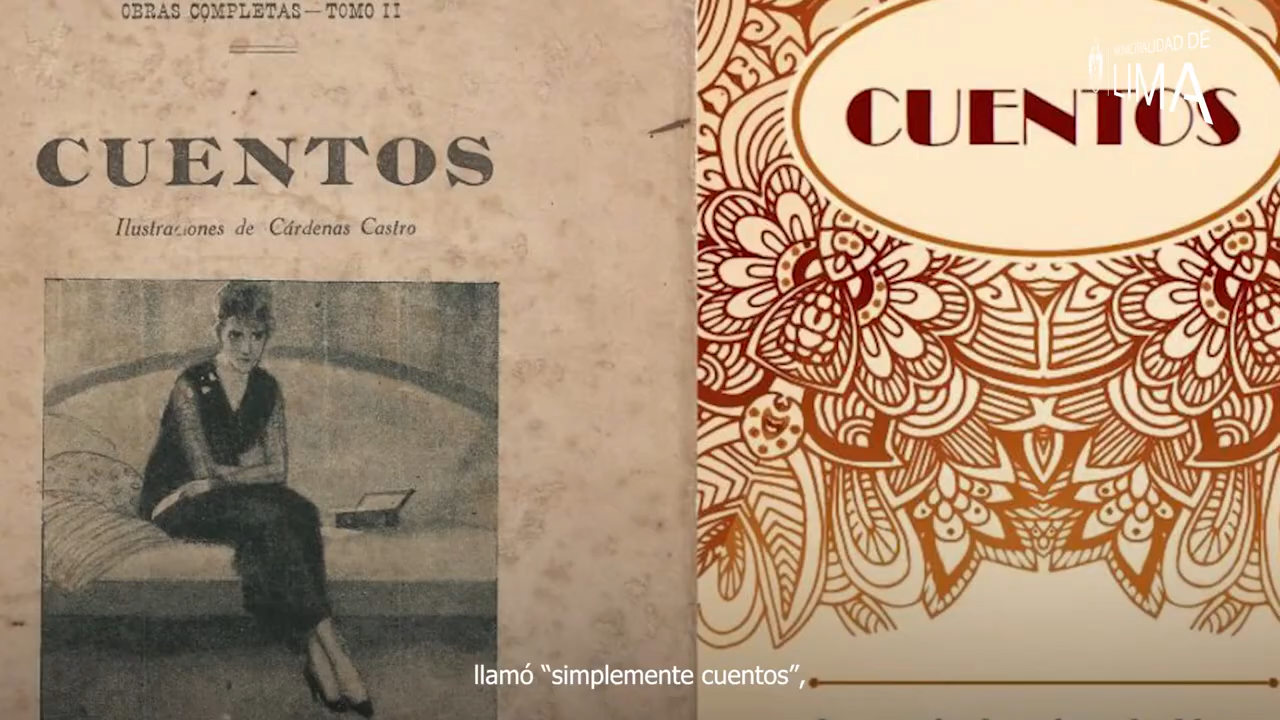 OBRAS COMPLETAS—TOMO II
CUENTOS
Ilustraciones de Cárdenas Castro
CUENTOS
MUNICIPALIDAD DE
LIMA
llamó “simplemente cuentos”,